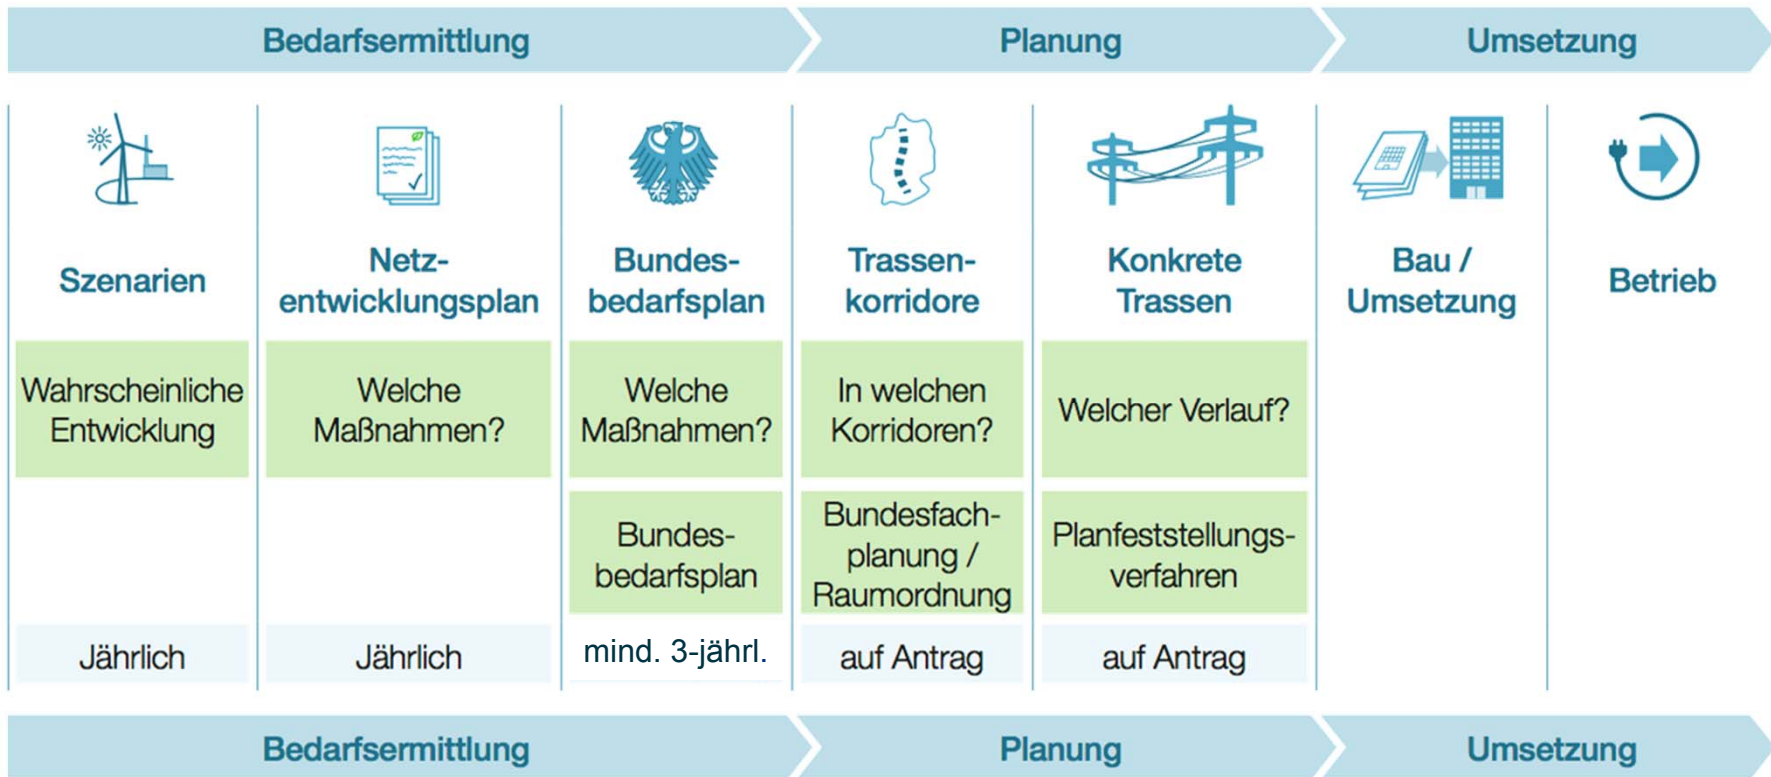 Bedarfsermittlung
Planung
Umsetzung
Szenarien
Netz-
entwicklungsplan
Bundes-
bedarfsplan
Trassen-
korridore
Konkrete
Trassen
Bau /
Umsetzung
Betrieb
Wahrscheinliche
Entwicklung
Welche
Maßnahmen?
Welche
Maßnahmen?
In welchen
Korridoren?
Welcher Verlauf?
Bundes-
bedarfsplan
Bundesfach-
planung /
Raumordnung
Planfeststellungs-
verfahren
Jährlich
Jährlich
mind. 3-jährl.
auf Antrag
auf Antrag
Bedarfsermittlung
Planung
Umsetzung